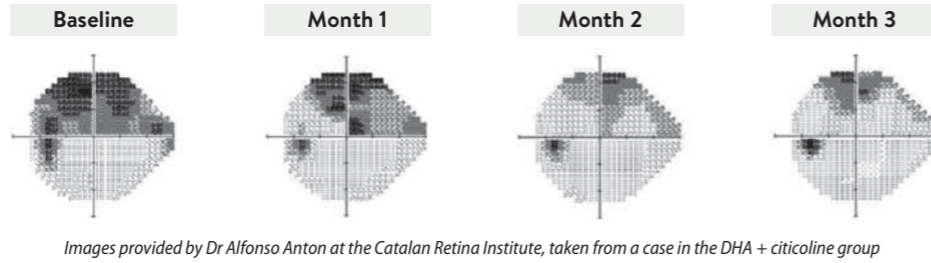 Baseline Month 1 Month 2 Month 3
Images provided by Dr Alfonso Anton at the Catalan Retina Institute, taken from a case in the DHA + citicoline group